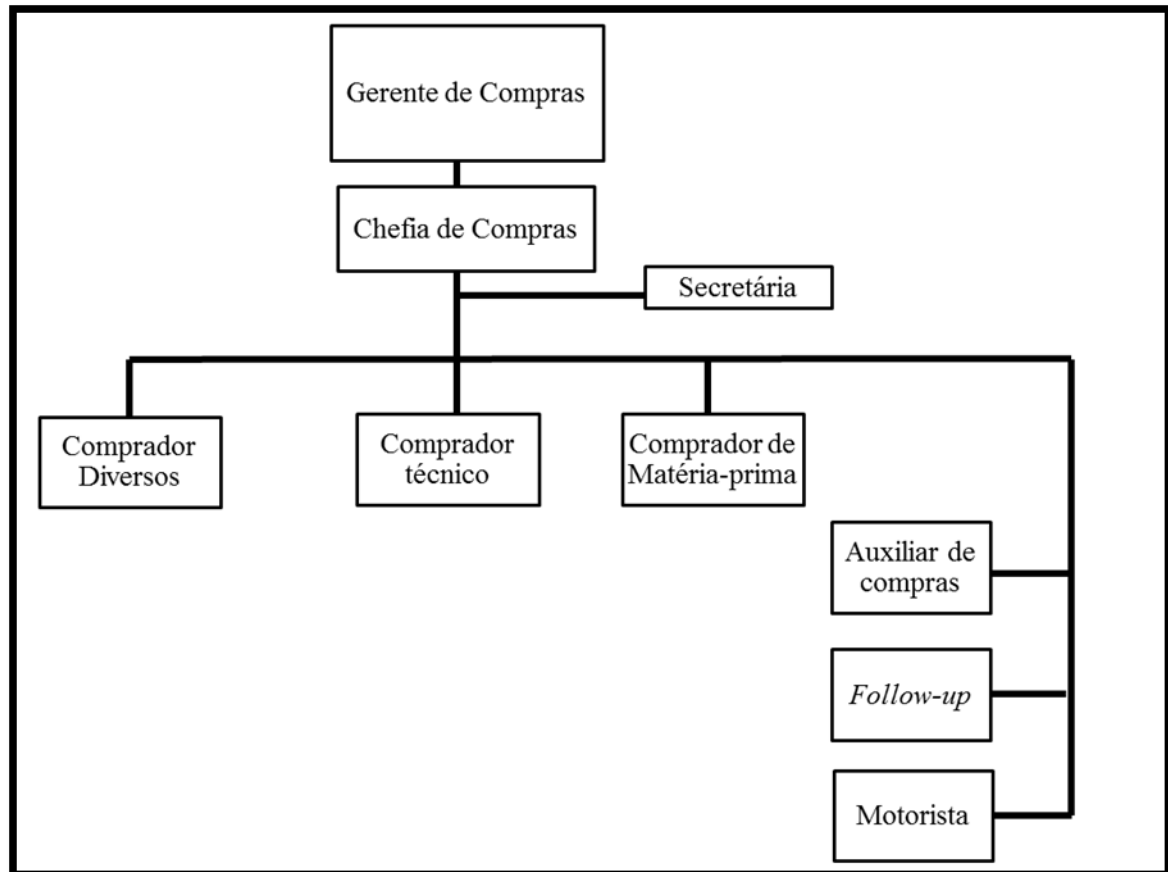 Gerente de Compras
Chefia de Compras
Secretária
Comprador
Diversos
Comprador
técnico
Comprador de
Matéria-prima
Auxiliar de
compras
Follow-up
Motorista